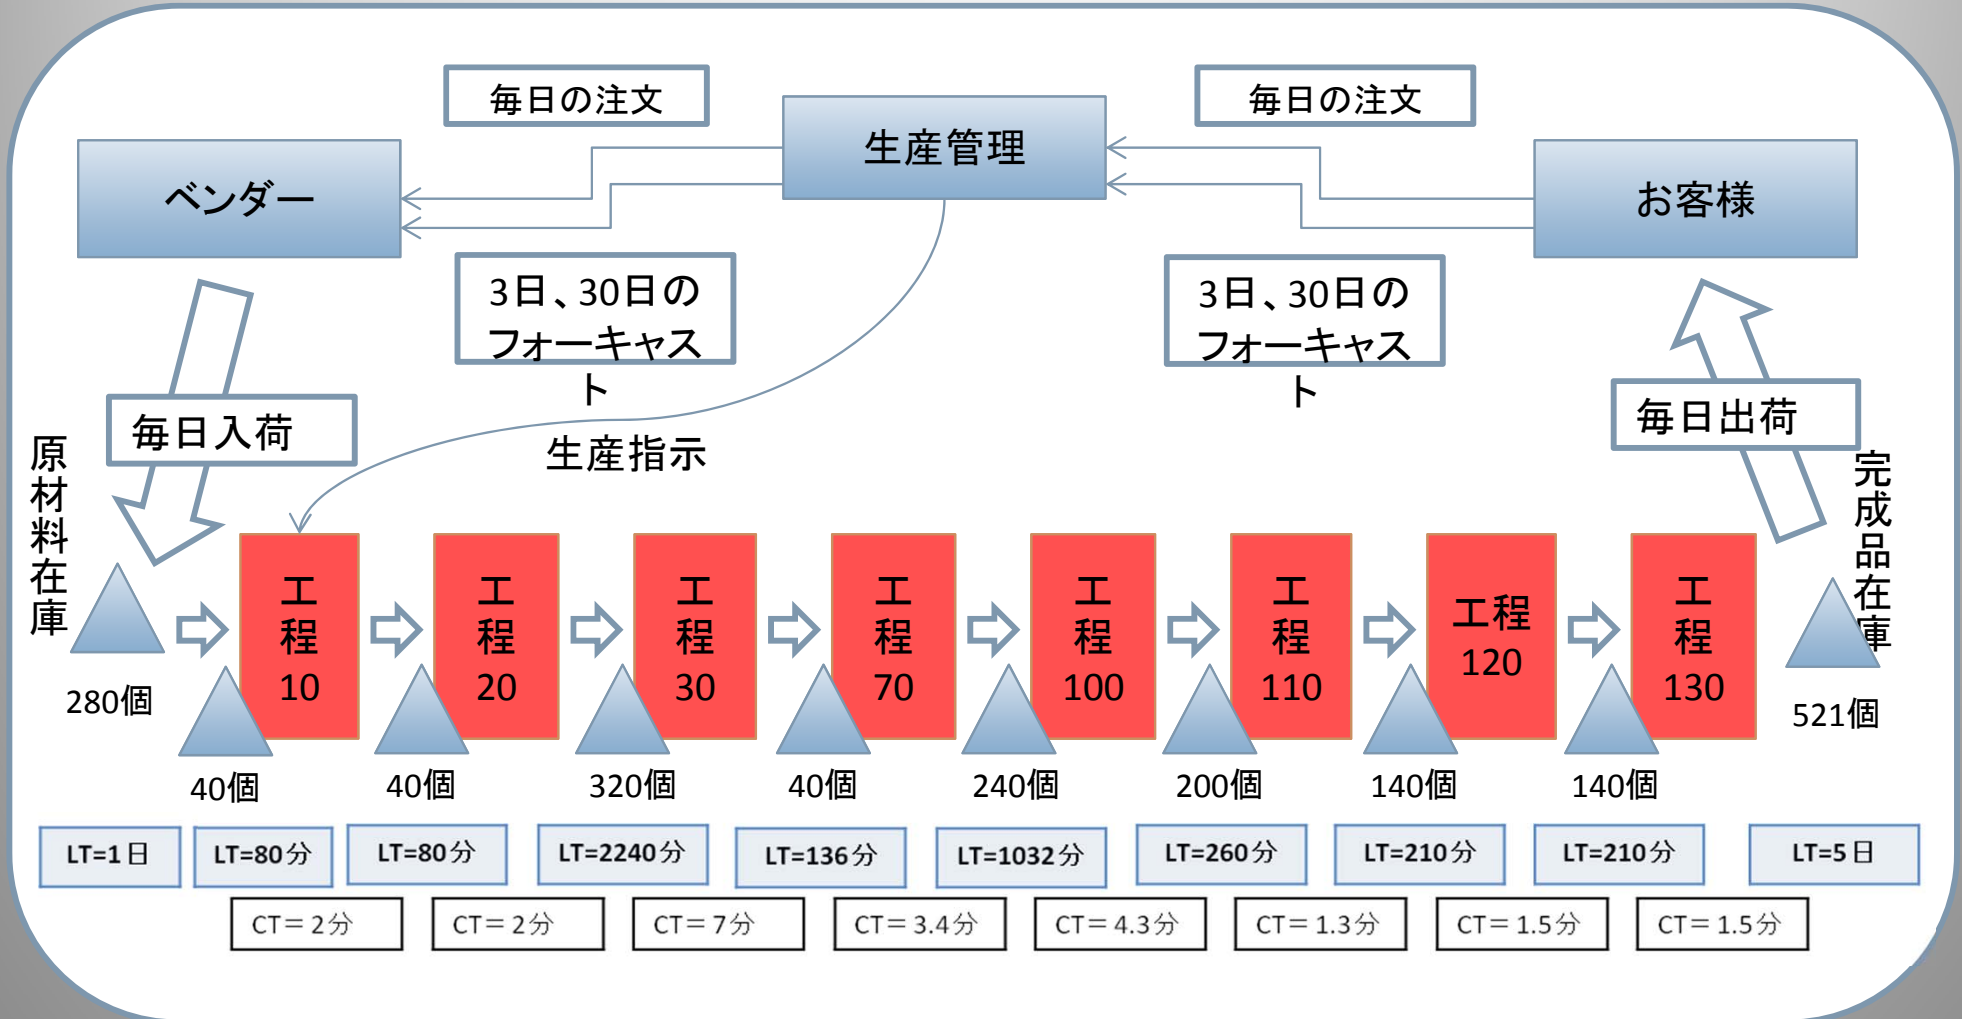 毎日の注文
生産管理
毎日の注文
ベンダー
お客様
3日、30日の
フォーキャス
ト
3日、30日の
フォーキャス
ト
毎日入荷
毎日出荷
生産指示
原材料在庫
完成品在庫
工
程
10
工
程
20
工
程
30
工
程
70
工
程
100
工
程
110
工程
120
工
程
130
280個
521個
40個
40個
320個
40個
240個
200個
140個
140個
LT=1日
LT=80分
LT=80分
LT=2240分
LT=136分
LT=1032分
LT=260分
LT=210分
LT=210分
LT=5日
CT=2分
CT=2分
CT=7分
CT=3.4分
CT=4.3分
CT=1.3分
CT=1.5分
CT=1.5分